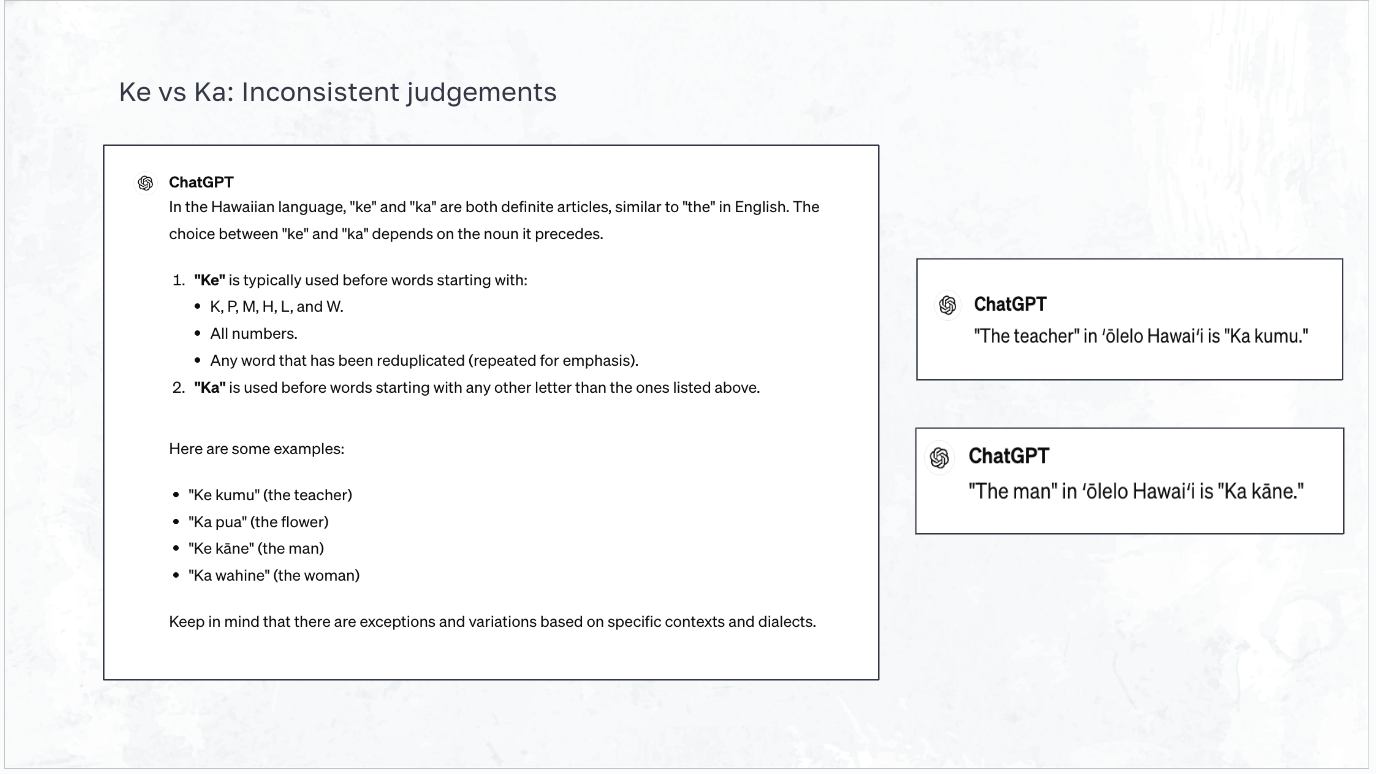 Ke vs Ka: Inconsistent judgements
ChatGPT
In the Hawaiian language, "ke" and "ka" are both definite articles, similar to "the" in English. The
choice between "ke" and "ka" depends on the noun it precedes.
1. "Ke" is typically used before words starting with:
• K, P, M, H, L, and W.
• All numbers.
• Any word that has been reduplicated (repeated for emphasis).
2. "Ka" is used before words starting with any other letter than the ones listed above.
Here are some examples:
• "Ke kumu" (the teacher)
• "Ka pua" (the flower)
• "Ke kāne" (the man)
• "Ka wahine" (the woman)
Keep in mind that there are exceptions and variations based on specific contexts and dialects.
ChatGPT
"The teacher" in ʻōlelo Hawaiʻi is "Ka kumu."
ChatGPT
"The man" in ʻōlelo Hawaiʻi is "Ka kāne."